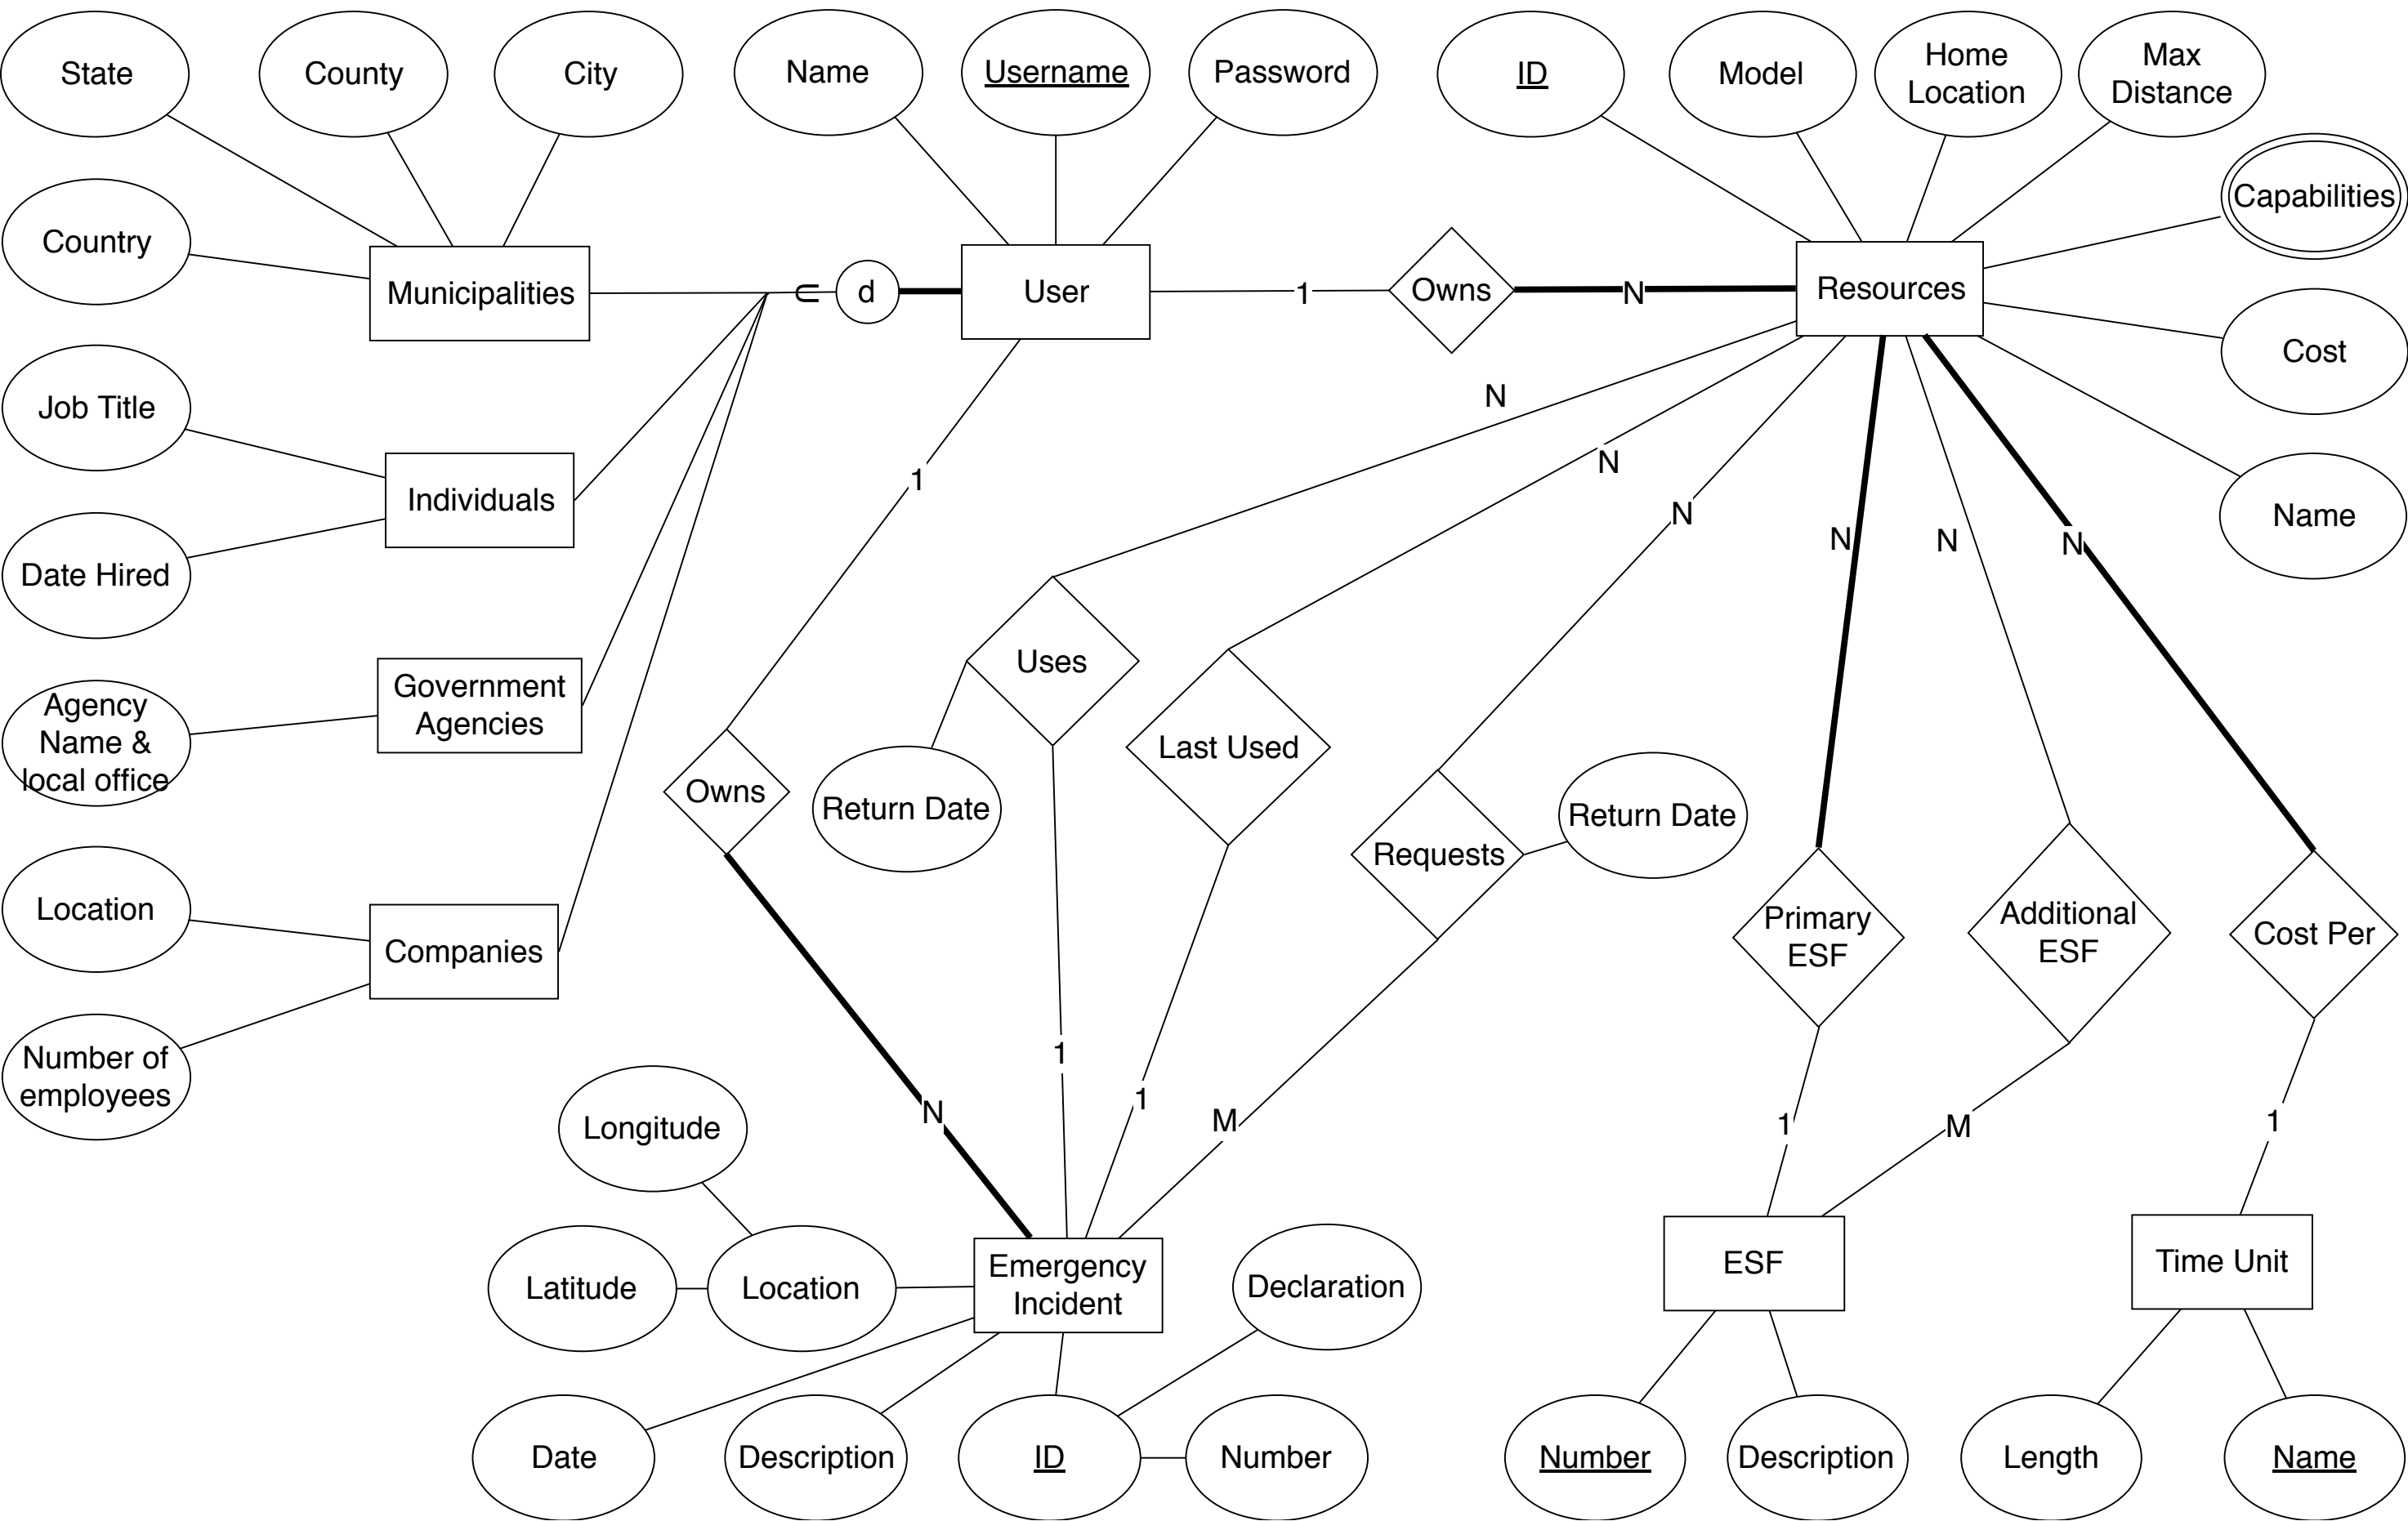 State
County
City
Name
Username
Password
ID
Model
Home
Location
Max
Distance
Capabilities
Country
Municipalities
⊂
d
User
1
Owns
N
Resources
Cost
Job Title
Individuals
Date Hired
Name
1
N
N
N
N
N
N
Agency
Name &
local office
Government
Agencies
Owns
Uses
Return Date
Last Used
Requests
Return Date
Primary
ESF
Additional
ESF
Cost Per
Location
Companies
Number of
employees
N
1
1
M
1
M
1
Longitude
Latitude
Location
Emergency
Incident
Declaration
ESF
Time Unit
Date
Description
ID
Number
Number
Description
Length
Name